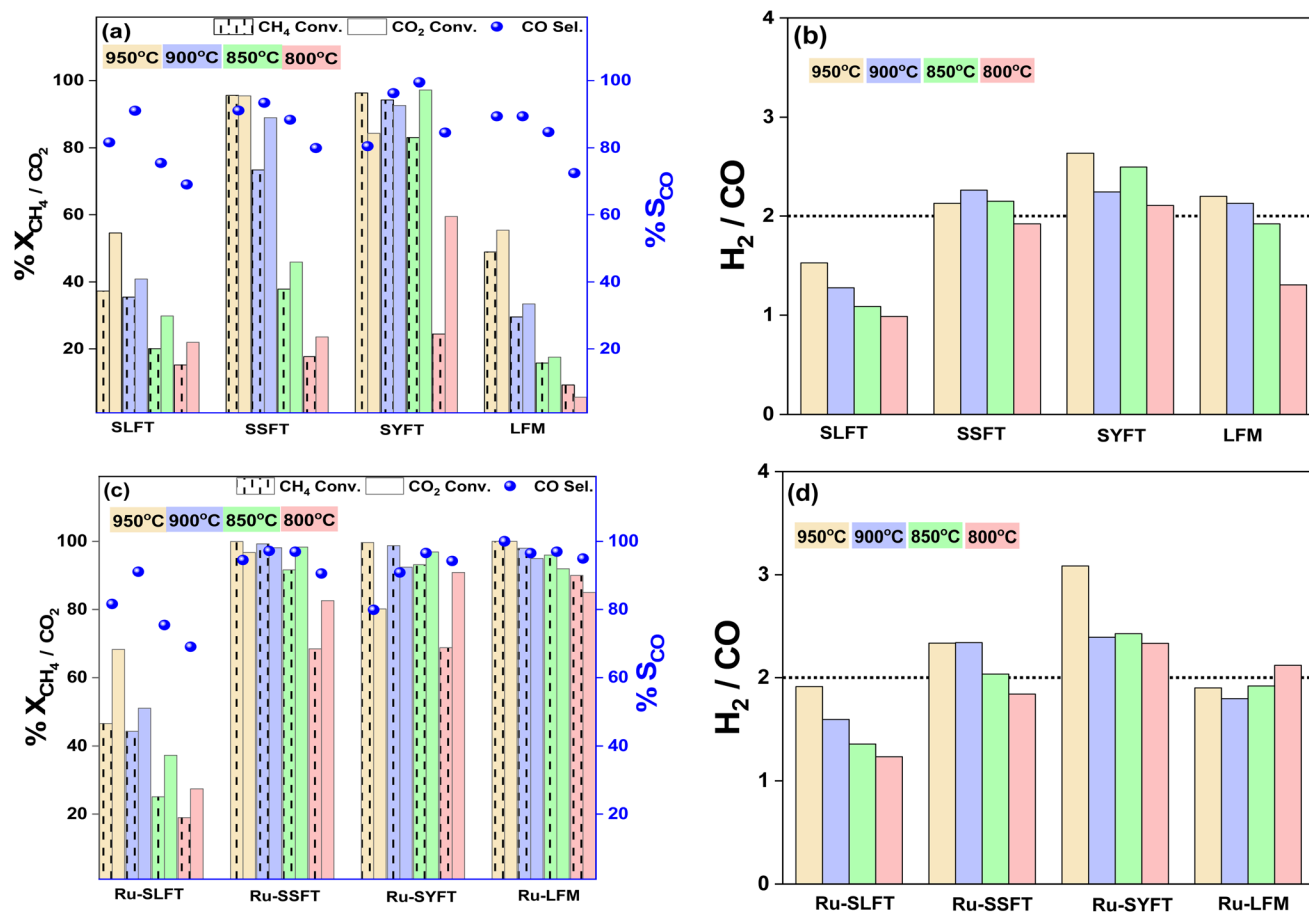 (a) CH₄ Conv. CO₂ Conv. CO Sel.
950°C 900°C 850°C 800°C
% X CH₄ / CO₂
100
80
60
40
20
% S CO
100
80
60
40
20
SLFT SSFT SYFT LFM
(b)
950°C 900°C 850°C 800°C
H₂ / CO
4
3
2
1
0
SLFT SSFT SYFT LFM
(c) CH₄ Conv. CO₂ Conv. CO Sel.
950°C 900°C 850°C 800°C
% X CH₄ / CO₂
100
80
60
40
20
% S CO
100
80
60
40
20
Ru-SLFT Ru-SSFT Ru-SYFT Ru-LFM
(d)
950°C 900°C 850°C 800°C
H₂ / CO
4
3
2
1
0
Ru-SLFT Ru-SSFT Ru-SYFT Ru-LFM